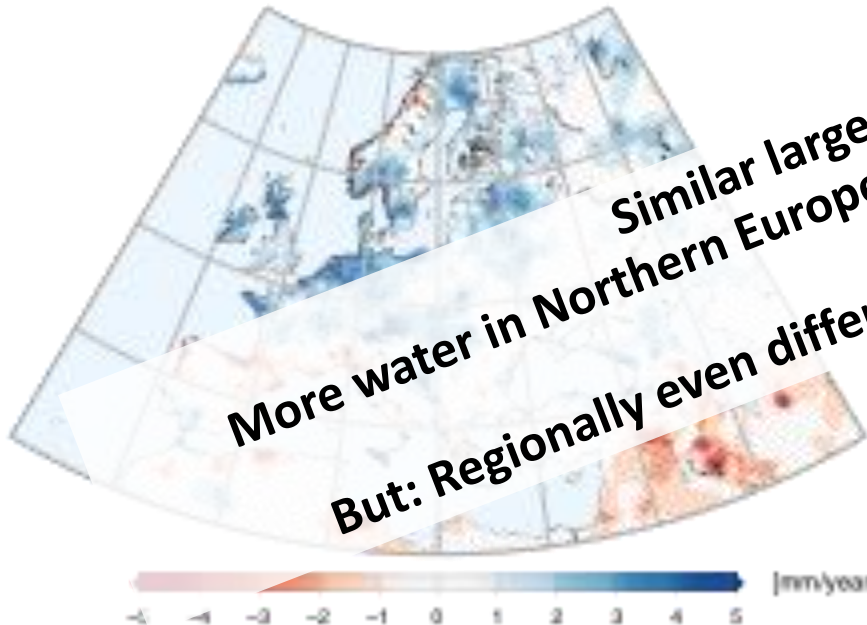 Similar large
More water in Northern Europe
But: Regionally even differ
[mm/year
-5 -4 -3 -2 -1 0 1 2 3 4 5